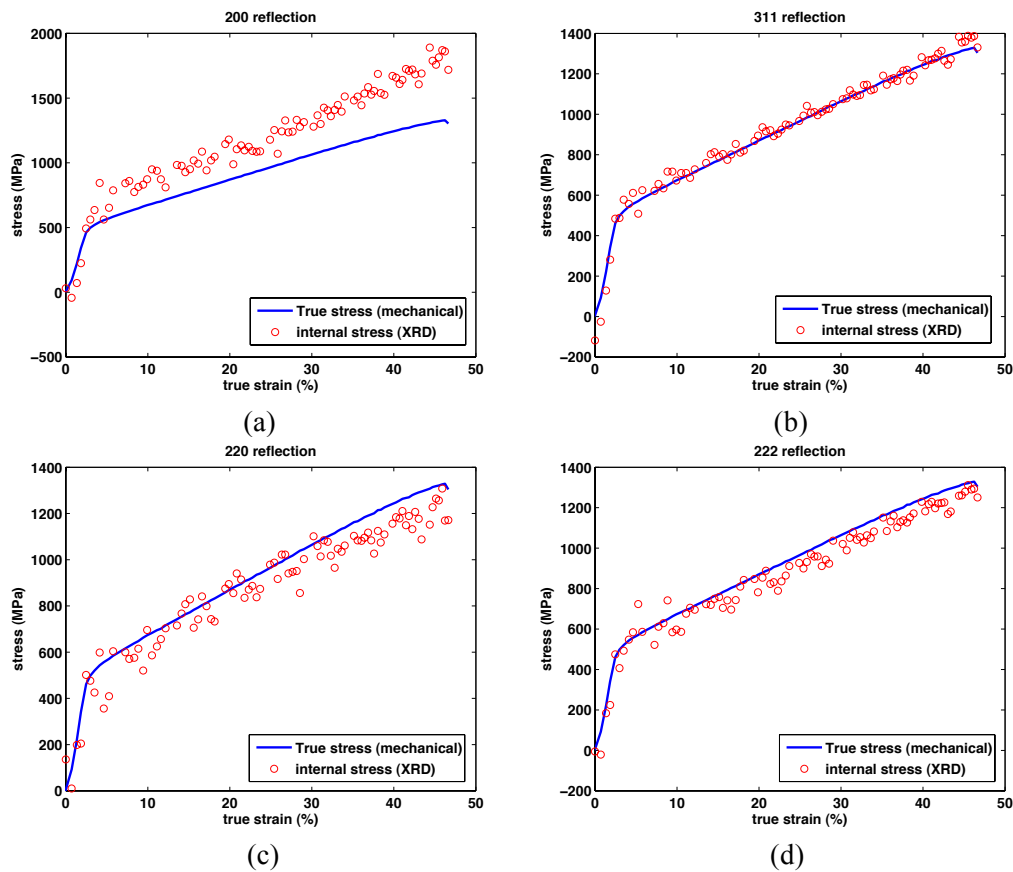 200 reflection
2000
1500
1000
500
0
−500
stress (MPa)
0 10 20 30 40 50
true strain (%)
True stress (mechanical)
internal stress (XRD)
(a)
311 reflection
1400
1200
1000
800
600
400
200
0
−200
stress (MPa)
0 10 20 30 40 50
true strain (%)
True stress (mechanical)
internal stress (XRD)
(b)
220 reflection
1400
1200
1000
800
600
400
200
0
stress (MPa)
0 10 20 30 40 50
true strain (%)
True stress (mechanical)
internal stress (XRD)
(c)
222 reflection
1400
1200
1000
800
600
400
200
0
−200
stress (MPa)
0 10 20 30 40 50
true strain (%)
True stress (mechanical)
internal stress (XRD)
(d)